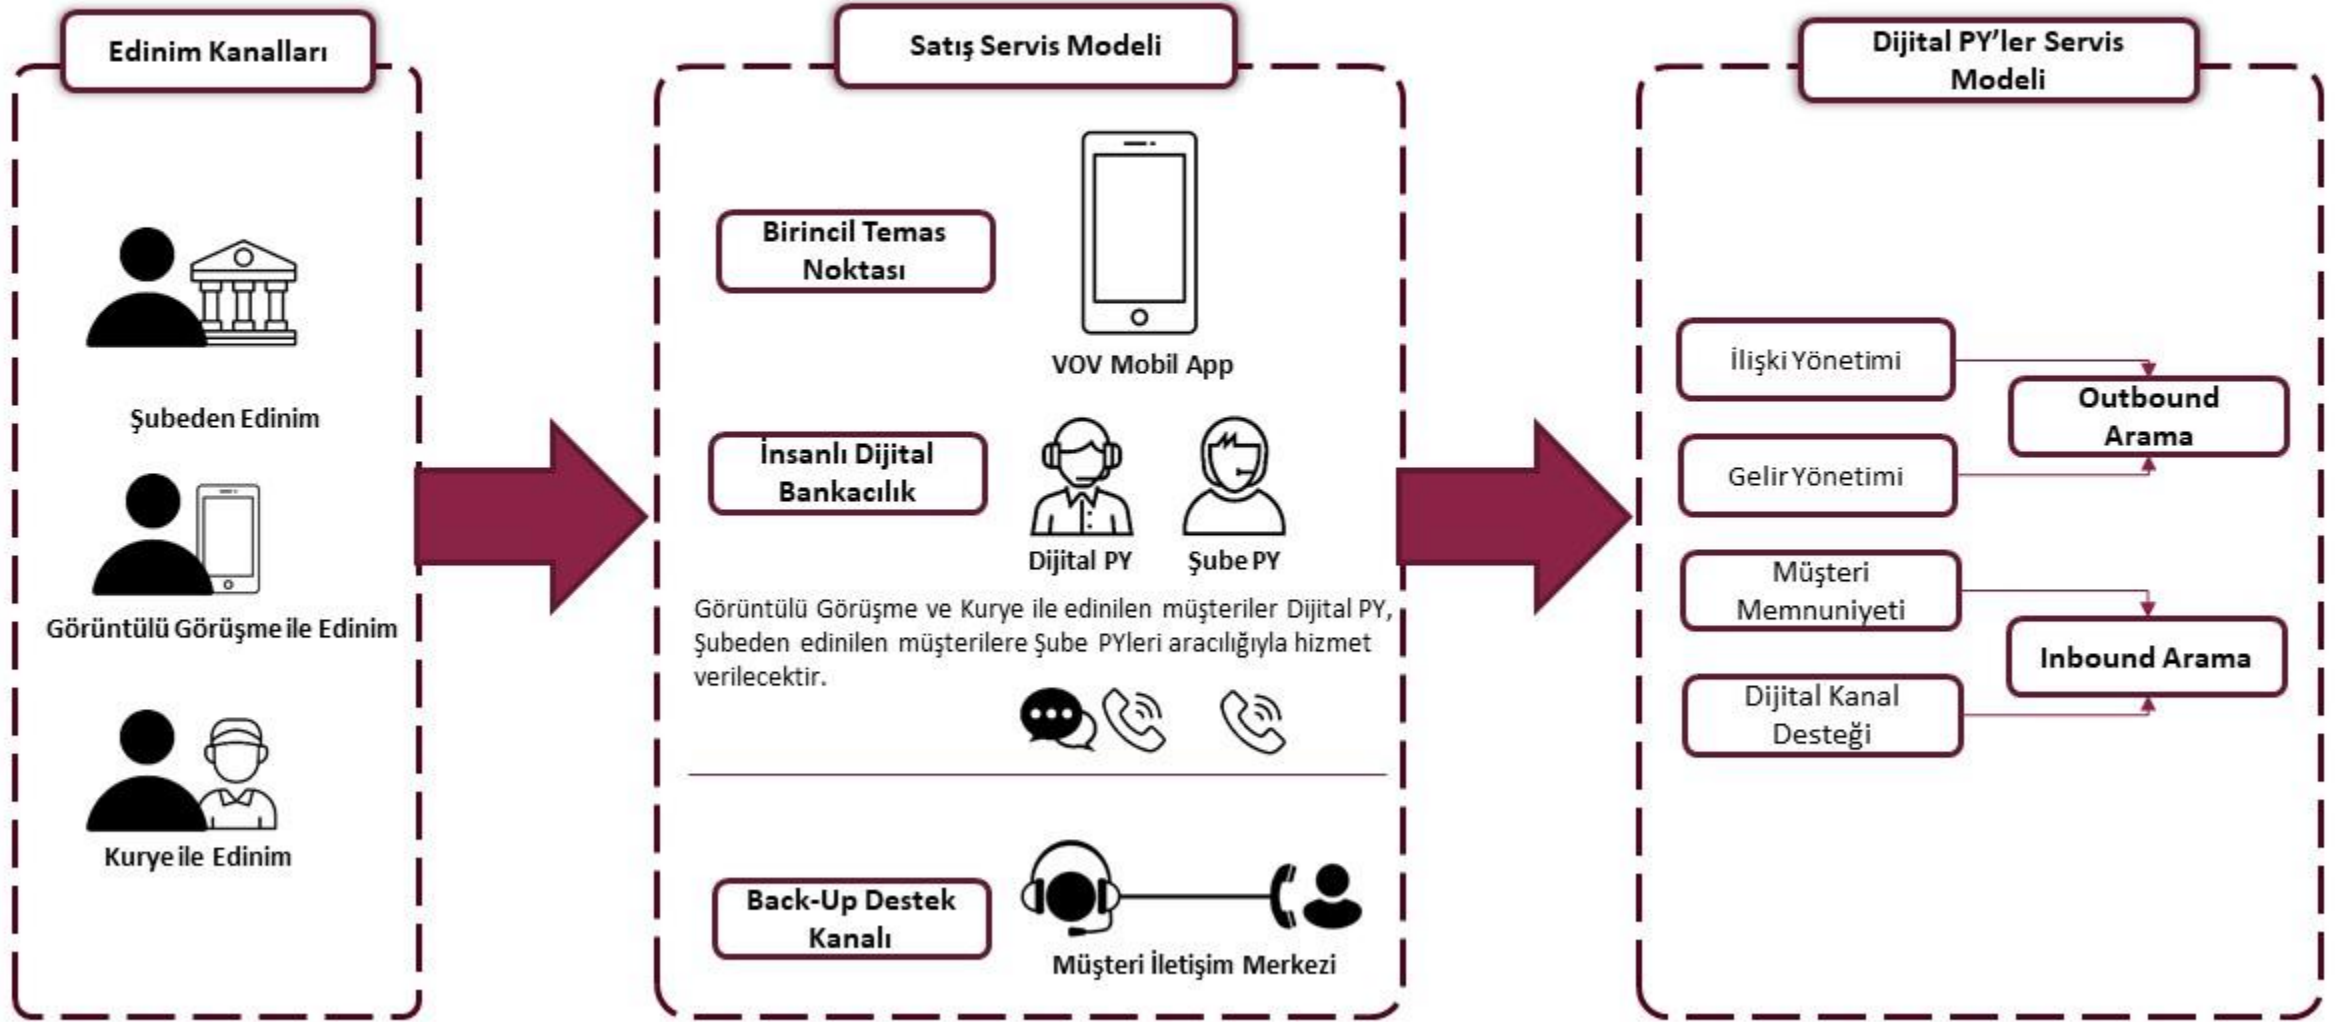 Edinim Kanalları
Şubeden Edinim
Görüntülü Görüşme ile Edinim
Kurye ile Edinim
Satış Servis Modeli
Birincil Temas
Noktası
VOV Mobil App
İnsanlı Dijital
Bankacılık
Dijital PY
Şube PY
Görüntülü Görüşme ve Kurye ile edinilen müşteriler Dijital PY,
Şubeden edinilen müşterilere Şube PYleri aracılığıyla hizmet
verilecektir.
Back-Up Destek
Kanalı
Müşteri İletişim Merkezi
Dijital PY'ler Servis
Modeli
İlişki Yönetimi
Gelir Yönetimi
Outbound
Arama
Müşteri
Memnuniyeti
Dijital Kanal
Desteği
Inbound Arama